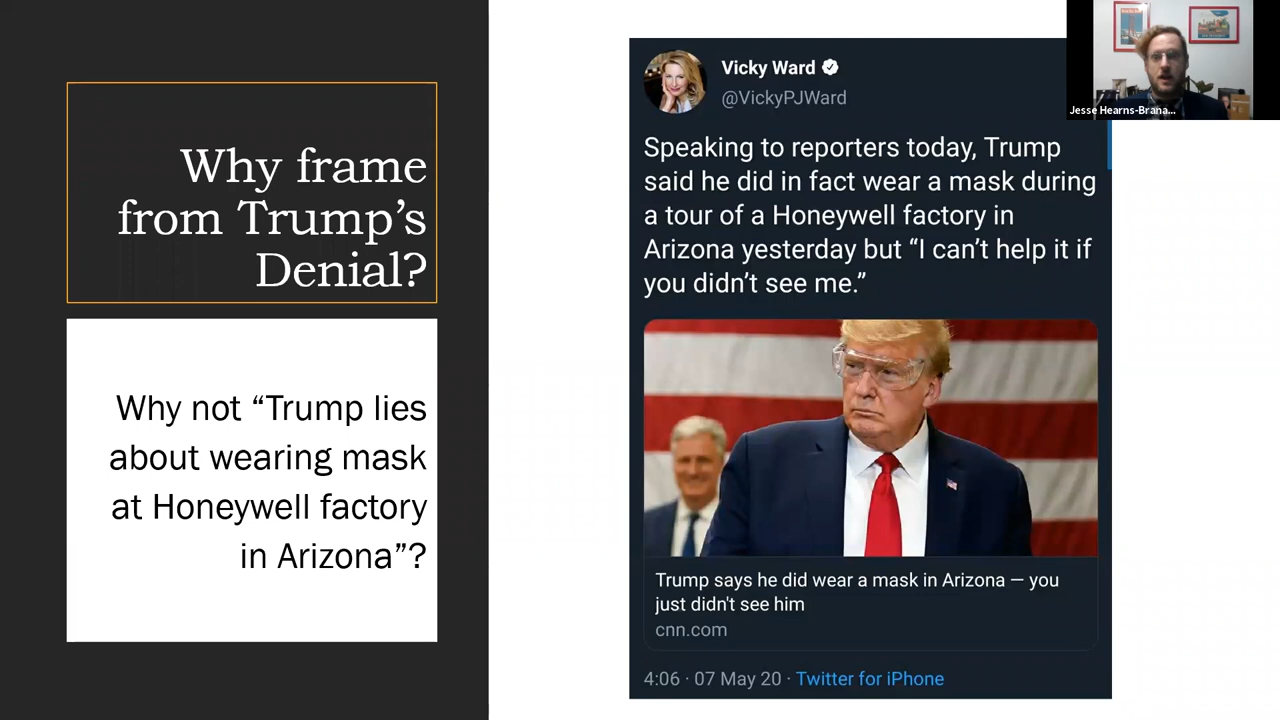 Why frame
from Trump’s
Denial?
Why not “Trump lies
about wearing mask
at Honeywell factory
in Arizona”?
Vicky Ward
@VickyPJWard
Speaking to reporters today, Trump
said he did in fact wear a mask during
a tour of a Honeywell factory in
Arizona yesterday but “I can’t help it if
you didn’t see me.”
Trump says he did wear a mask in Arizona — you
just didn't see him
cnn.com
4:06 · 07 May 20 · Twitter for iPhone
Jesse Hearns-Brana...